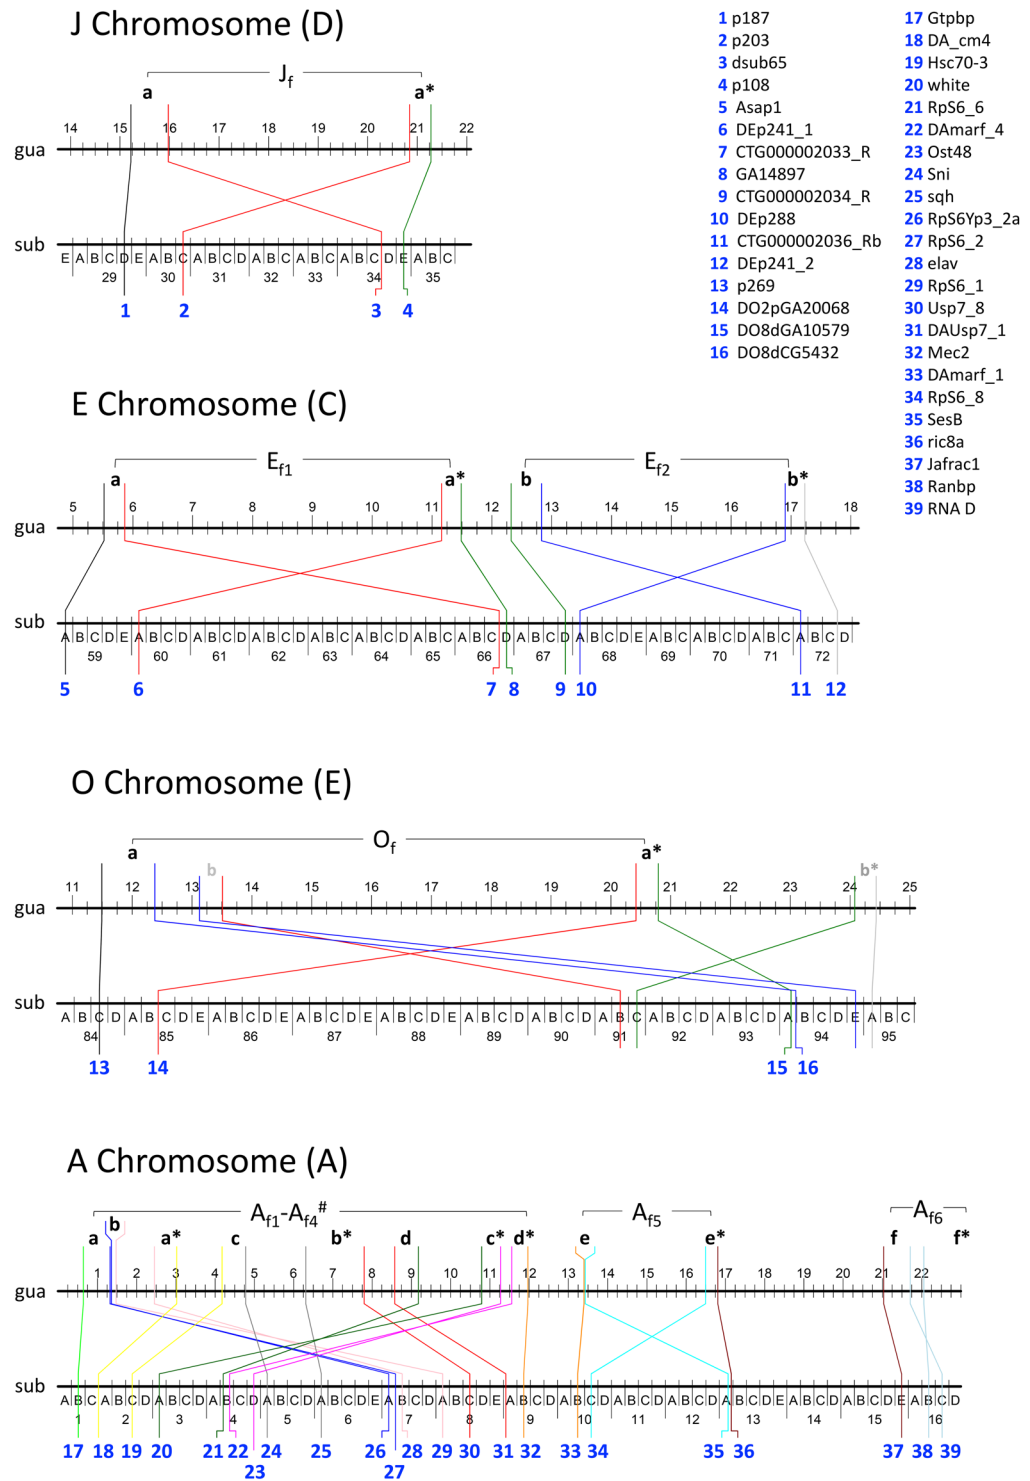 J Chromosome (D)
Jf
a a*
14 15 16 17 18 19 20 21 22
gua
sub
E A B C D E A B C A B C D A B C A B C A B C D E A B C
29 30 31 32 33 34 35
1 2 3 4
1 p187
2 p203
3 dsub65
4 p108
5 Asap1
6 DEp241_1
7 CTG000002033_R
8 GA14897
9 CTG000002034_R
10 DEp288
11 CTG000002036_Rb
12 DEp241_2
13 p269
14 DO2pGA20068
15 DO8dGA10579
16 DO8dCG5432
17 Gtpbp
18 DA_cm4
19 Hsc70-3
20 white
21 RpS6_6
22 DAmarf_4
23 Ost48
24 Sni
25 sqh
26 RpS6Yp3_2a
27 RpS6_2
28 elav
29 RpS6_1
30 Usp7_8
31 DAUsp7_1
32 Mec2
33 DAmarf_1
34 RpS6_8
35 SesB
36 ric8a
37 Jafrac1
38 Ranbp
39 RNA D
E Chromosome (C)
Ef1 Ef2
a a* b b*
5 6 7 8 9 10 11 12 13 14 15 16 17 18
gua
sub
A B C D E A B C D A B C D A B C D A B C A B C D A B C A B C D A B C D A B C D E A B C A B C D A B C A B C D
59 60 61 62 63 64 65 66 67 68 69 70 71 72
5 6 7 8 9 10 11 12
O Chromosome (E)
Of
a a*
b b*
11 12 13 14 15 16 17 18 19 20 21 22 23 24 25
gua
sub
A B C D A B C D E A B C D E A B C D E A B C D E A B C D A B C D A B C A B C D A B C D A B C D E A B C
84 85 86 87 88 89 90 91 92 93 94 95
13 14 15 16
A Chromosome (A)
Af1-Af4# Af5 Af6
b
a a* c b* d c* d* e e* f f*
1 2 3 4 5 6 7 8 9 10 11 12 13 14 15 16 17 18 19 20 21 22
gua
sub
A B C A B C D A B C D A B C D A B C D A B C D E A B C D A B C D E A B C D A B C D A B C D A B C D A B C D E A B C D A B C D E A B C D
1 2 3 4 5 6 7 8 9 10 11 12 13 14 15 16
17 18 19 20 21 22 24 25 26 28 29 30 31 32 33 34 35 36 37 38 39
23 27